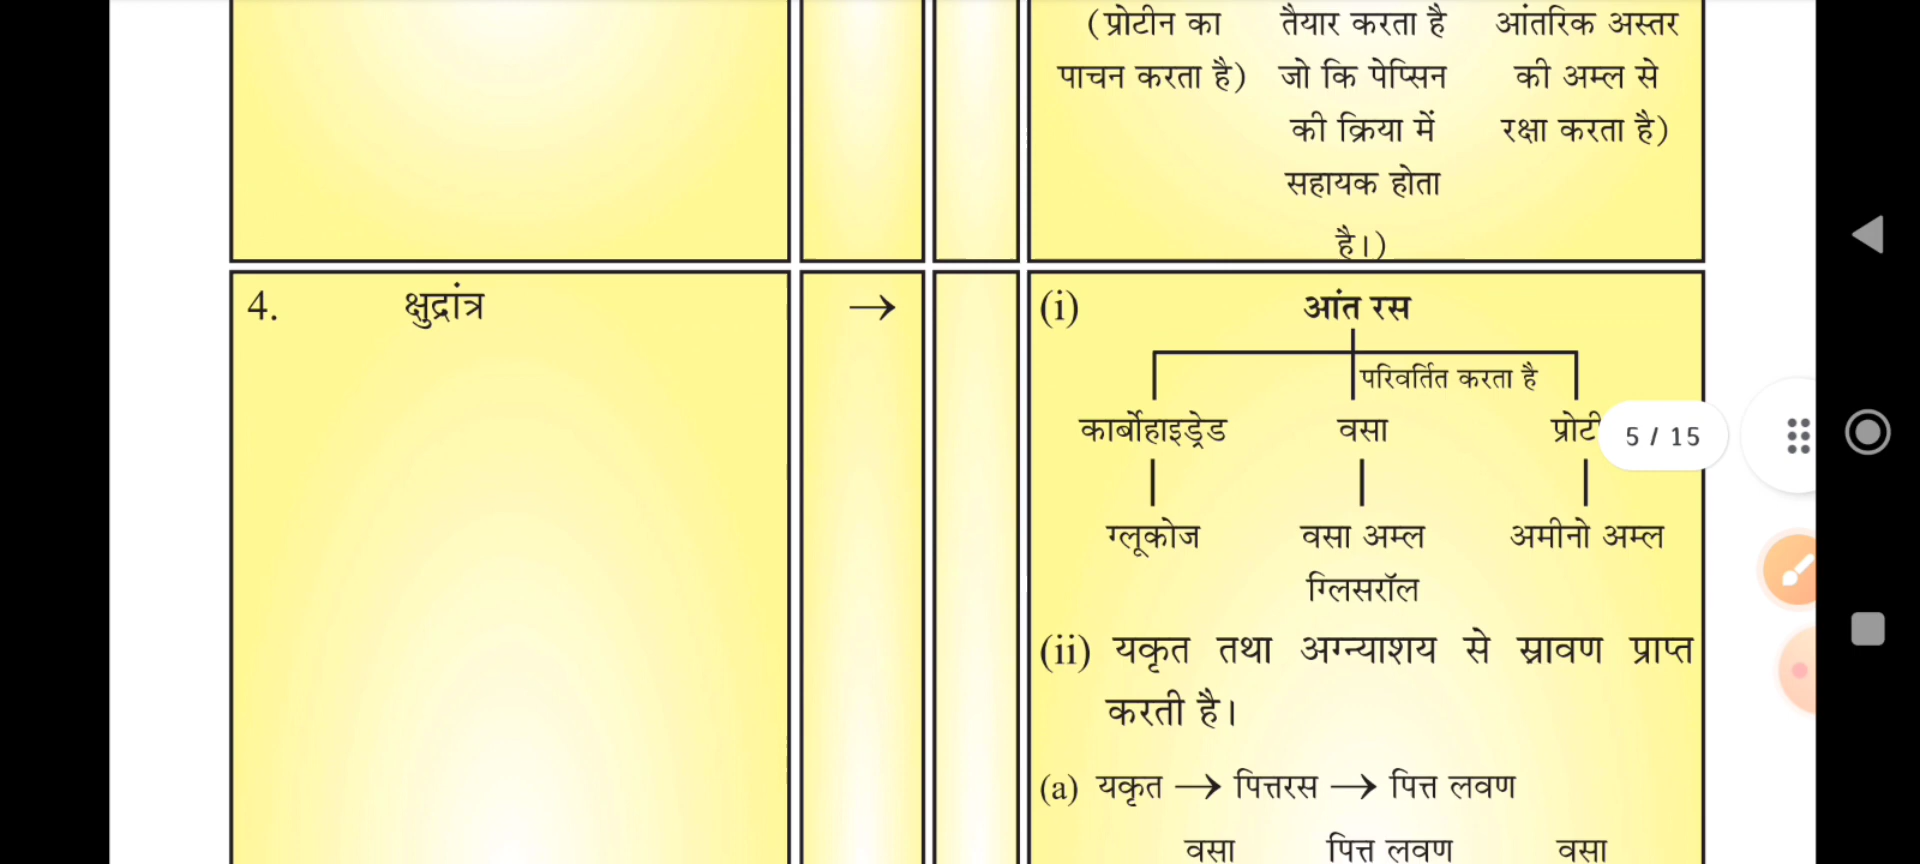 (प्रोटीन का तैयार करता है आंतरिक अस्तर
पाचन करता है) जो कि पेप्सिन की अम्ल से
की क्रिया में रक्षा करता है)
सहायक होता
है।)
4. क्षुद्रांत्र → (i) आंत रस
परिवर्तित करता है
कार्बोहाइड्रेड वसा
5 / 15
ग्लूकोज वसा अम्ल अमीनो अम्ल
ग्लिसरॉल
(ii) यकृत तथा अग्न्याशय से स्रावण प्राप्त
करती है।
(a) यकृत → पित्तरस → पित्त लवण
वसा पित्त लवण वसा